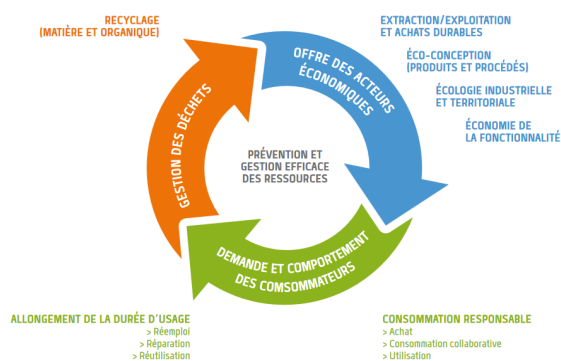 RECYCLAGE
(MATIÈRE ET ORGANIQUE)
EXTRACTION/EXPLOITATION
ET ACHATS DURABLES
ÉCO-CONCEPTION
(PRODUITS ET PROCÉDÉS)
ÉCOLOGIE INDUSTRIELLE
ET TERRITORIALE
ÉCONOMIE DE
LA FONCTIONNALITÉ
OFFRE DES ACTEURS
ÉCONOMIQUES
GESTION DES DÉCHETS
PRÉVENTION ET
GESTION EFFICACE
DES RESSOURCES
DEMANDE ET COMPORTEMENT
DES COMSOMMATEURS
ALLONGEMENT DE LA DURÉE D'USAGE
> Réemploi
> Réparation
> Réutilisation
CONSOMMATION RESPONSABLE
> Achat
> Consommation collaborative
> Utilisation